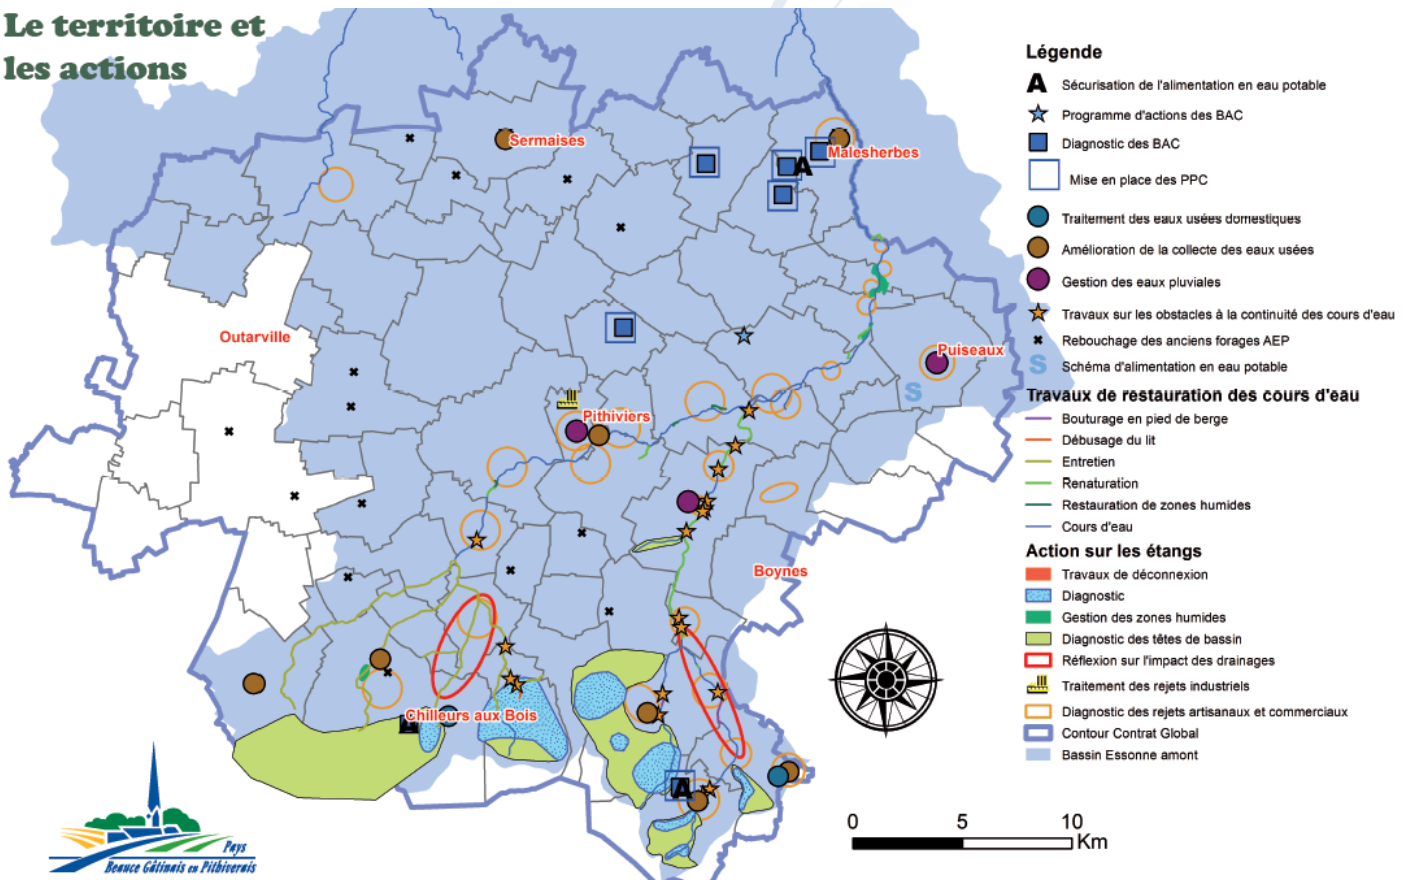 Le territoire et
les actions
Sermaises
Malesherbes
Outarville
Puiseaux
S
Pithiviers
Boynes
Chilleurs aux Bois
A
A
A
Légende
A Sécurisation de l'alimentation en eau potable
Programme d'actions des BAC
Diagnostic des BAC
Mise en place des PPC
Traitement des eaux usées domestiques
Amélioration de la collecte des eaux usées
Gestion des eaux pluviales
Travaux sur les obstacles à la continuité des cours d'eau
Rebouchage des anciens forages AEP
S Schéma d'alimentation en eau potable
Travaux de restauration des cours d'eau
Bouturage en pied de berge
Débusage du lit
Entretien
Renaturation
Restauration de zones humides
Cours d'eau
Action sur les étangs
Travaux de déconnexion
Diagnostic
Gestion des zones humides
Diagnostic des têtes de bassin
Réflexion sur l'impact des drainages
Traitement des rejets industriels
Diagnostic des rejets artisanaux et commerciaux
Contour Contrat Global
Bassin Essonne amont
0 5 10
Km
Pays
Beauce Gâtinais en Pithiverais